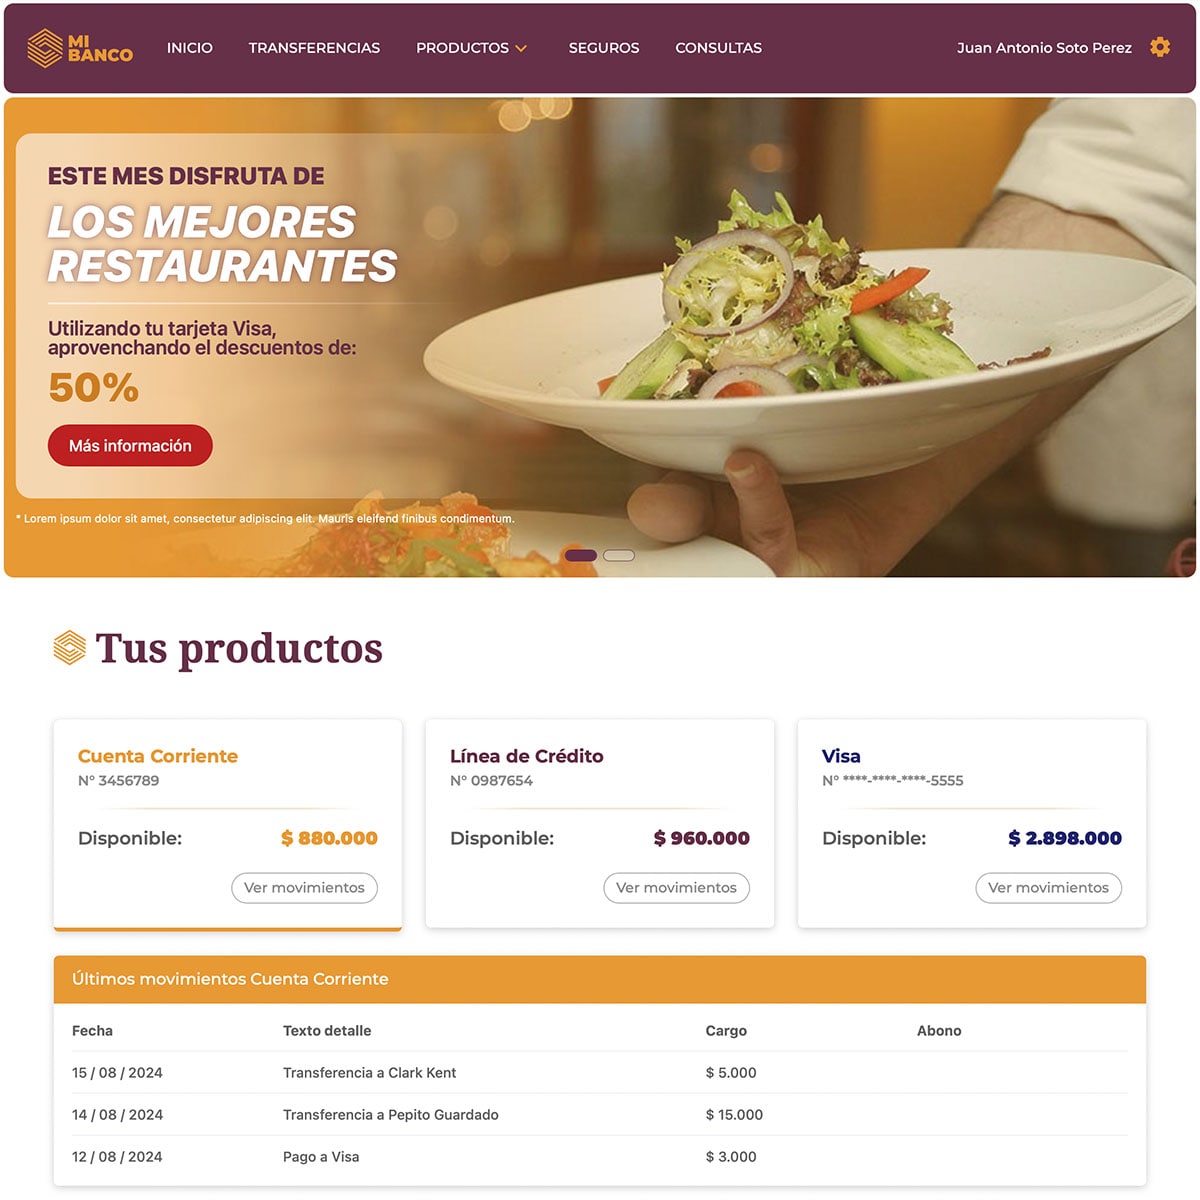 MI
BANCO
INICIO
TRANSFERENCIAS
PRODUCTOS
SEGUROS
CONSULTAS
Juan Antonio Soto Perez
ESTE MES DISFRUTA DE
LOS MEJORES
RESTAURANTES
Utilizando tu tarjeta Visa,
aprovenchando el descuentos de:
50%
Más información
* Lorem ipsum dolor sit amet, consectetur adipiscing elit. Mauris eleifend finibus condimentum.
Tus productos
Cuenta Corriente
N° 3456789
Disponible: $ 880.000
Ver movimientos
Línea de Crédito
N° 0987654
Disponible: $ 960.000
Ver movimientos
Visa
N° ****-****-****-5555
Disponible: $ 2.898.000
Ver movimientos
Últimos movimientos Cuenta Corriente
Fecha Texto detalle Cargo Abono
15 / 08 / 2024 Transferencia a Clark Kent $ 5.000
14 / 08 / 2024 Transferencia a Pepito Guardado $ 15.000
12 / 08 / 2024 Pago a Visa $ 3.000